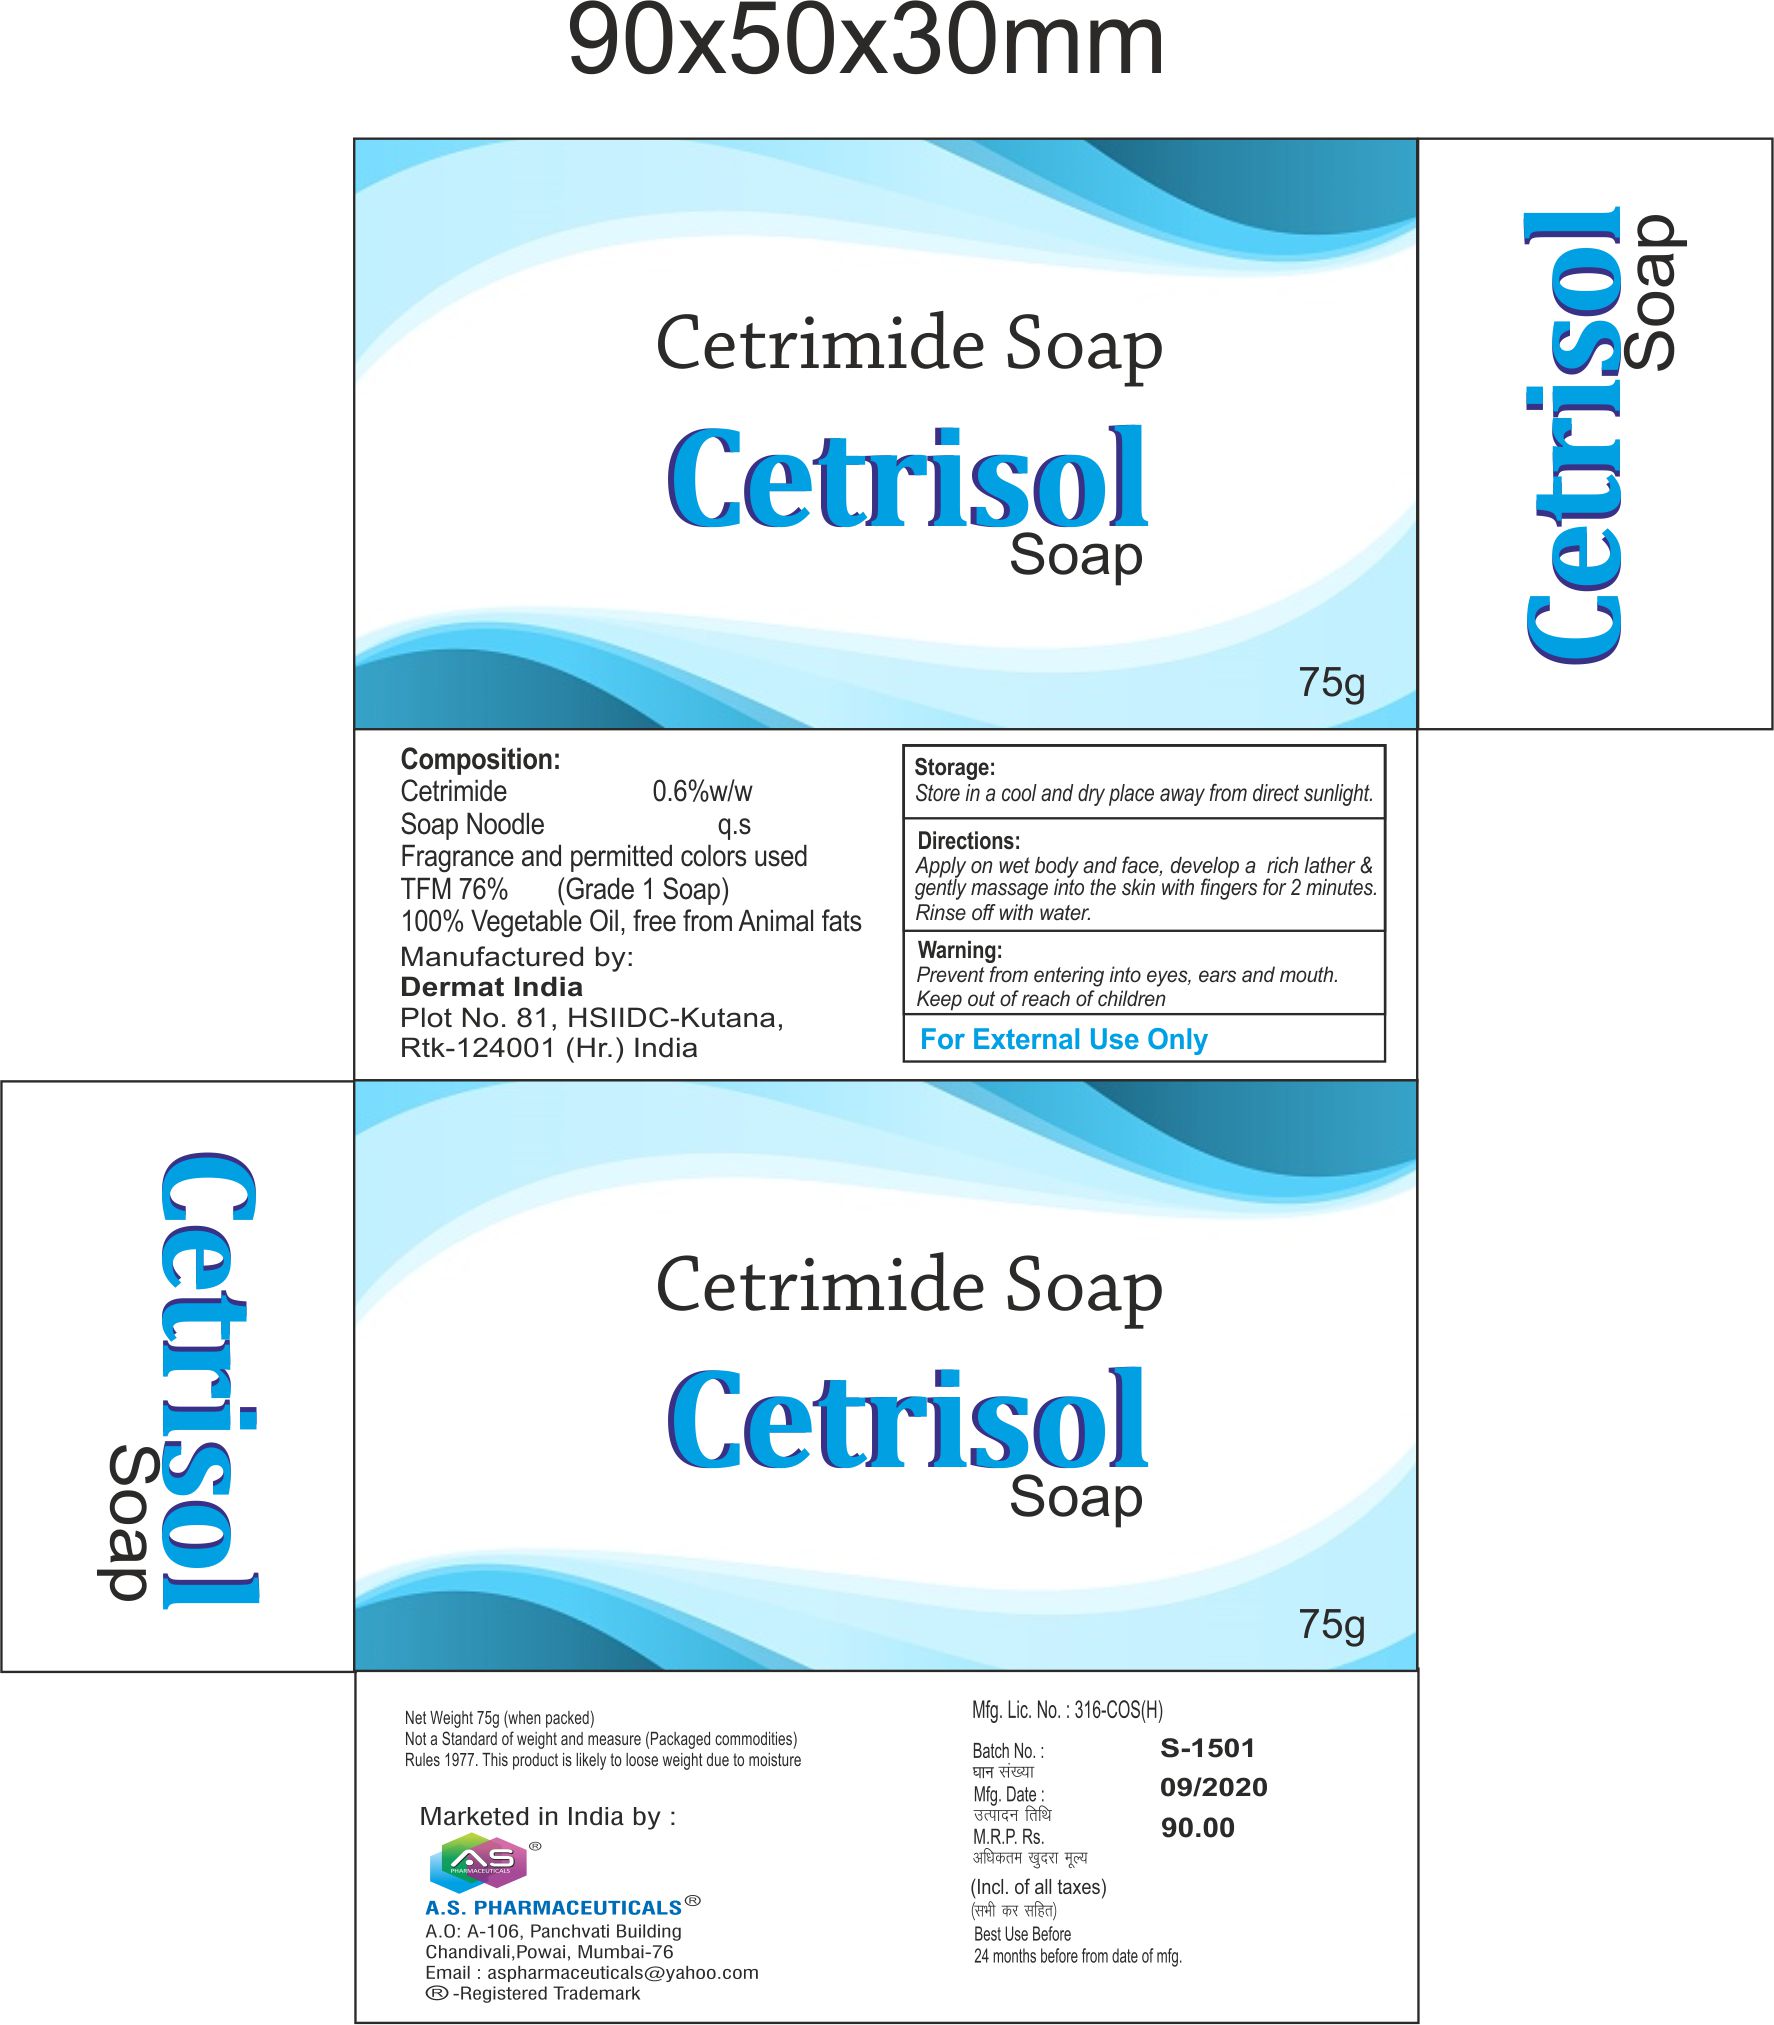 90x50x30mm
Cetrimide Soap
Cetrisol
Soap
75g
Cetrisol
Soap
Composition:
Cetrimide 0.6%w/w
Soap Noodle q.s
Fragrance and permitted colors used
TFM 76% (Grade 1 Soap)
100% Vegetable Oil, free from Animal fats
Manufactured by:
Dermat India
Plot No. 81, HSIIDC-Kutana,
Rtk-124001 (Hr.) India
Storage:
Store in a cool and dry place away from direct sunlight.
Directions:
Apply on wet body and face, develop a rich lather &
gently massage into the skin with fingers for 2 minutes.
Rinse off with water.
Warning:
Prevent from entering into eyes, ears and mouth.
Keep out of reach of children
For External Use Only
Cetrisol
Soap
Cetrimide Soap
Cetrisol
Soap
75g
Net Weight 75g (when packed)
Not a Standard of weight and measure (Packaged commodities)
Rules 1977. This product is likely to loose weight due to moisture
Marketed in India by :
AS ®
PHARMACEUTICALS
A.S. PHARMACEUTICALS®
A.O: A-106, Panchvati Building
Chandivali,Powai, Mumbai-76
Email : aspharmaceuticals@yahoo.com
® -Registered Trademark
Mfg. Lic. No. : 316-COS(H)
Batch No. : S-1501
घान संख्या
Mfg. Date : 09/2020
उत्पादन तिथि
M.R.P. Rs. 90.00
अधिकतम खुदरा मूल्य
(Incl. of all taxes)
(सभी कर सहित)
Best Use Before
24 months before from date of mfg.